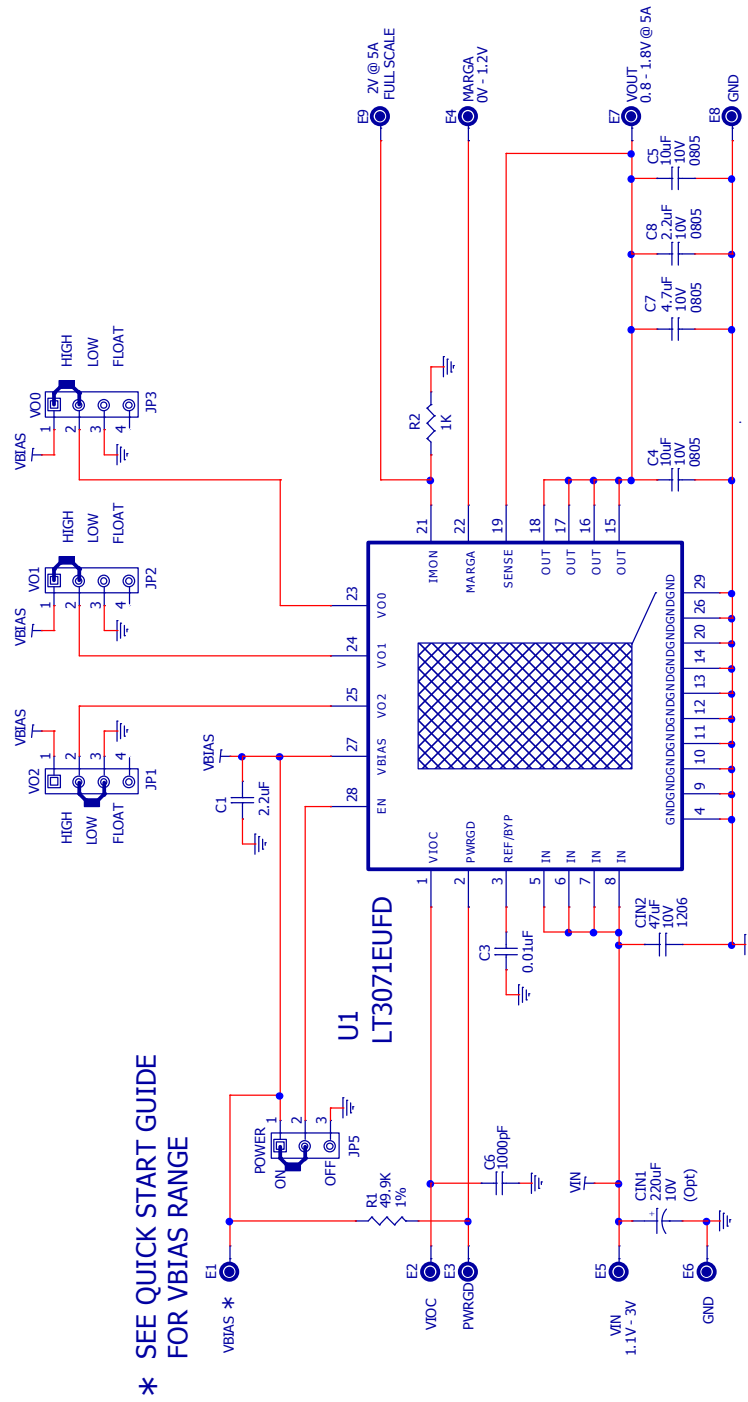 * SEE QUICK START GUIDE
FOR VBIAS RANGE
VBIAS *
E1
POWER
ON
OFF
1
2
3
JP5
R1
49.9K
1%
VIOC
E2
PWRGD
E3
C6
1000pF
VIN
1.1V - 3V
E5
VIN
CIN1
220uF
10V
(Opt)
GND
E6
VO2
HIGH
LOW
FLOAT
1
2
3
4
JP1
VBIAS
VO1
HIGH
LOW
FLOAT
1
2
3
4
JP2
VBIAS
VO0
HIGH
LOW
FLOAT
1
2
3
4
JP3
VBIAS
VBIAS
C1
2.2uF
U1
LT3071EUFD
28
27
25
24
23
EN
VBIAS
VO2
VO1
VO0
1
VIOC
2
PWRGD
3
REF/BYP
5
IN
6
IN
7
IN
8
IN
C3
0.01uF
CIN2
47uF
10V
1206
IMON
21
MARGA
22
SENSE
19
OUT
18
OUT
17
OUT
16
OUT
15
GND GND GND GND GND GND GND GND GND GND
4
9
10
11
12
13
14
20
26
29
R2
1K
2V @ 5A
FULL SCALE
E9
MARGA
0V - 1.2V
E4
VOUT
0.8 - 1.8V @ 5A
E7
C4
10uF
10V
0805
C7
4.7uF
10V
0805
C8
2.2uF
10V
0805
C5
10uF
10V
0805
E8
GND